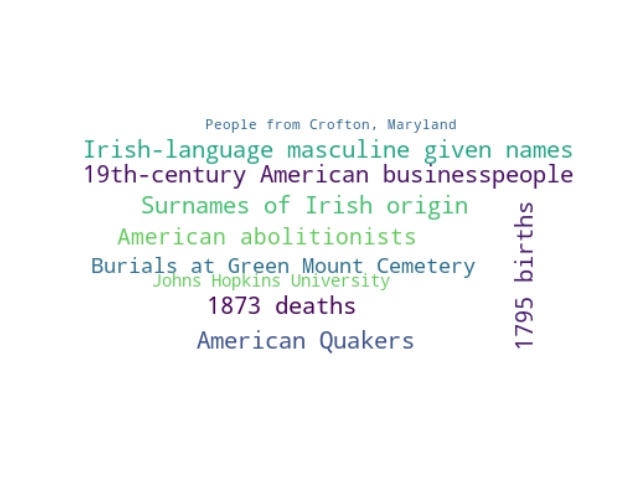 People from Crofton, Maryland
Irish-language masculine given names
19th-century American businesspeople
Surnames of Irish origin
American abolitionists
Burials at Green Mount Cemetery
Johns Hopkins University
1873 deaths
American Quakers
1795 births